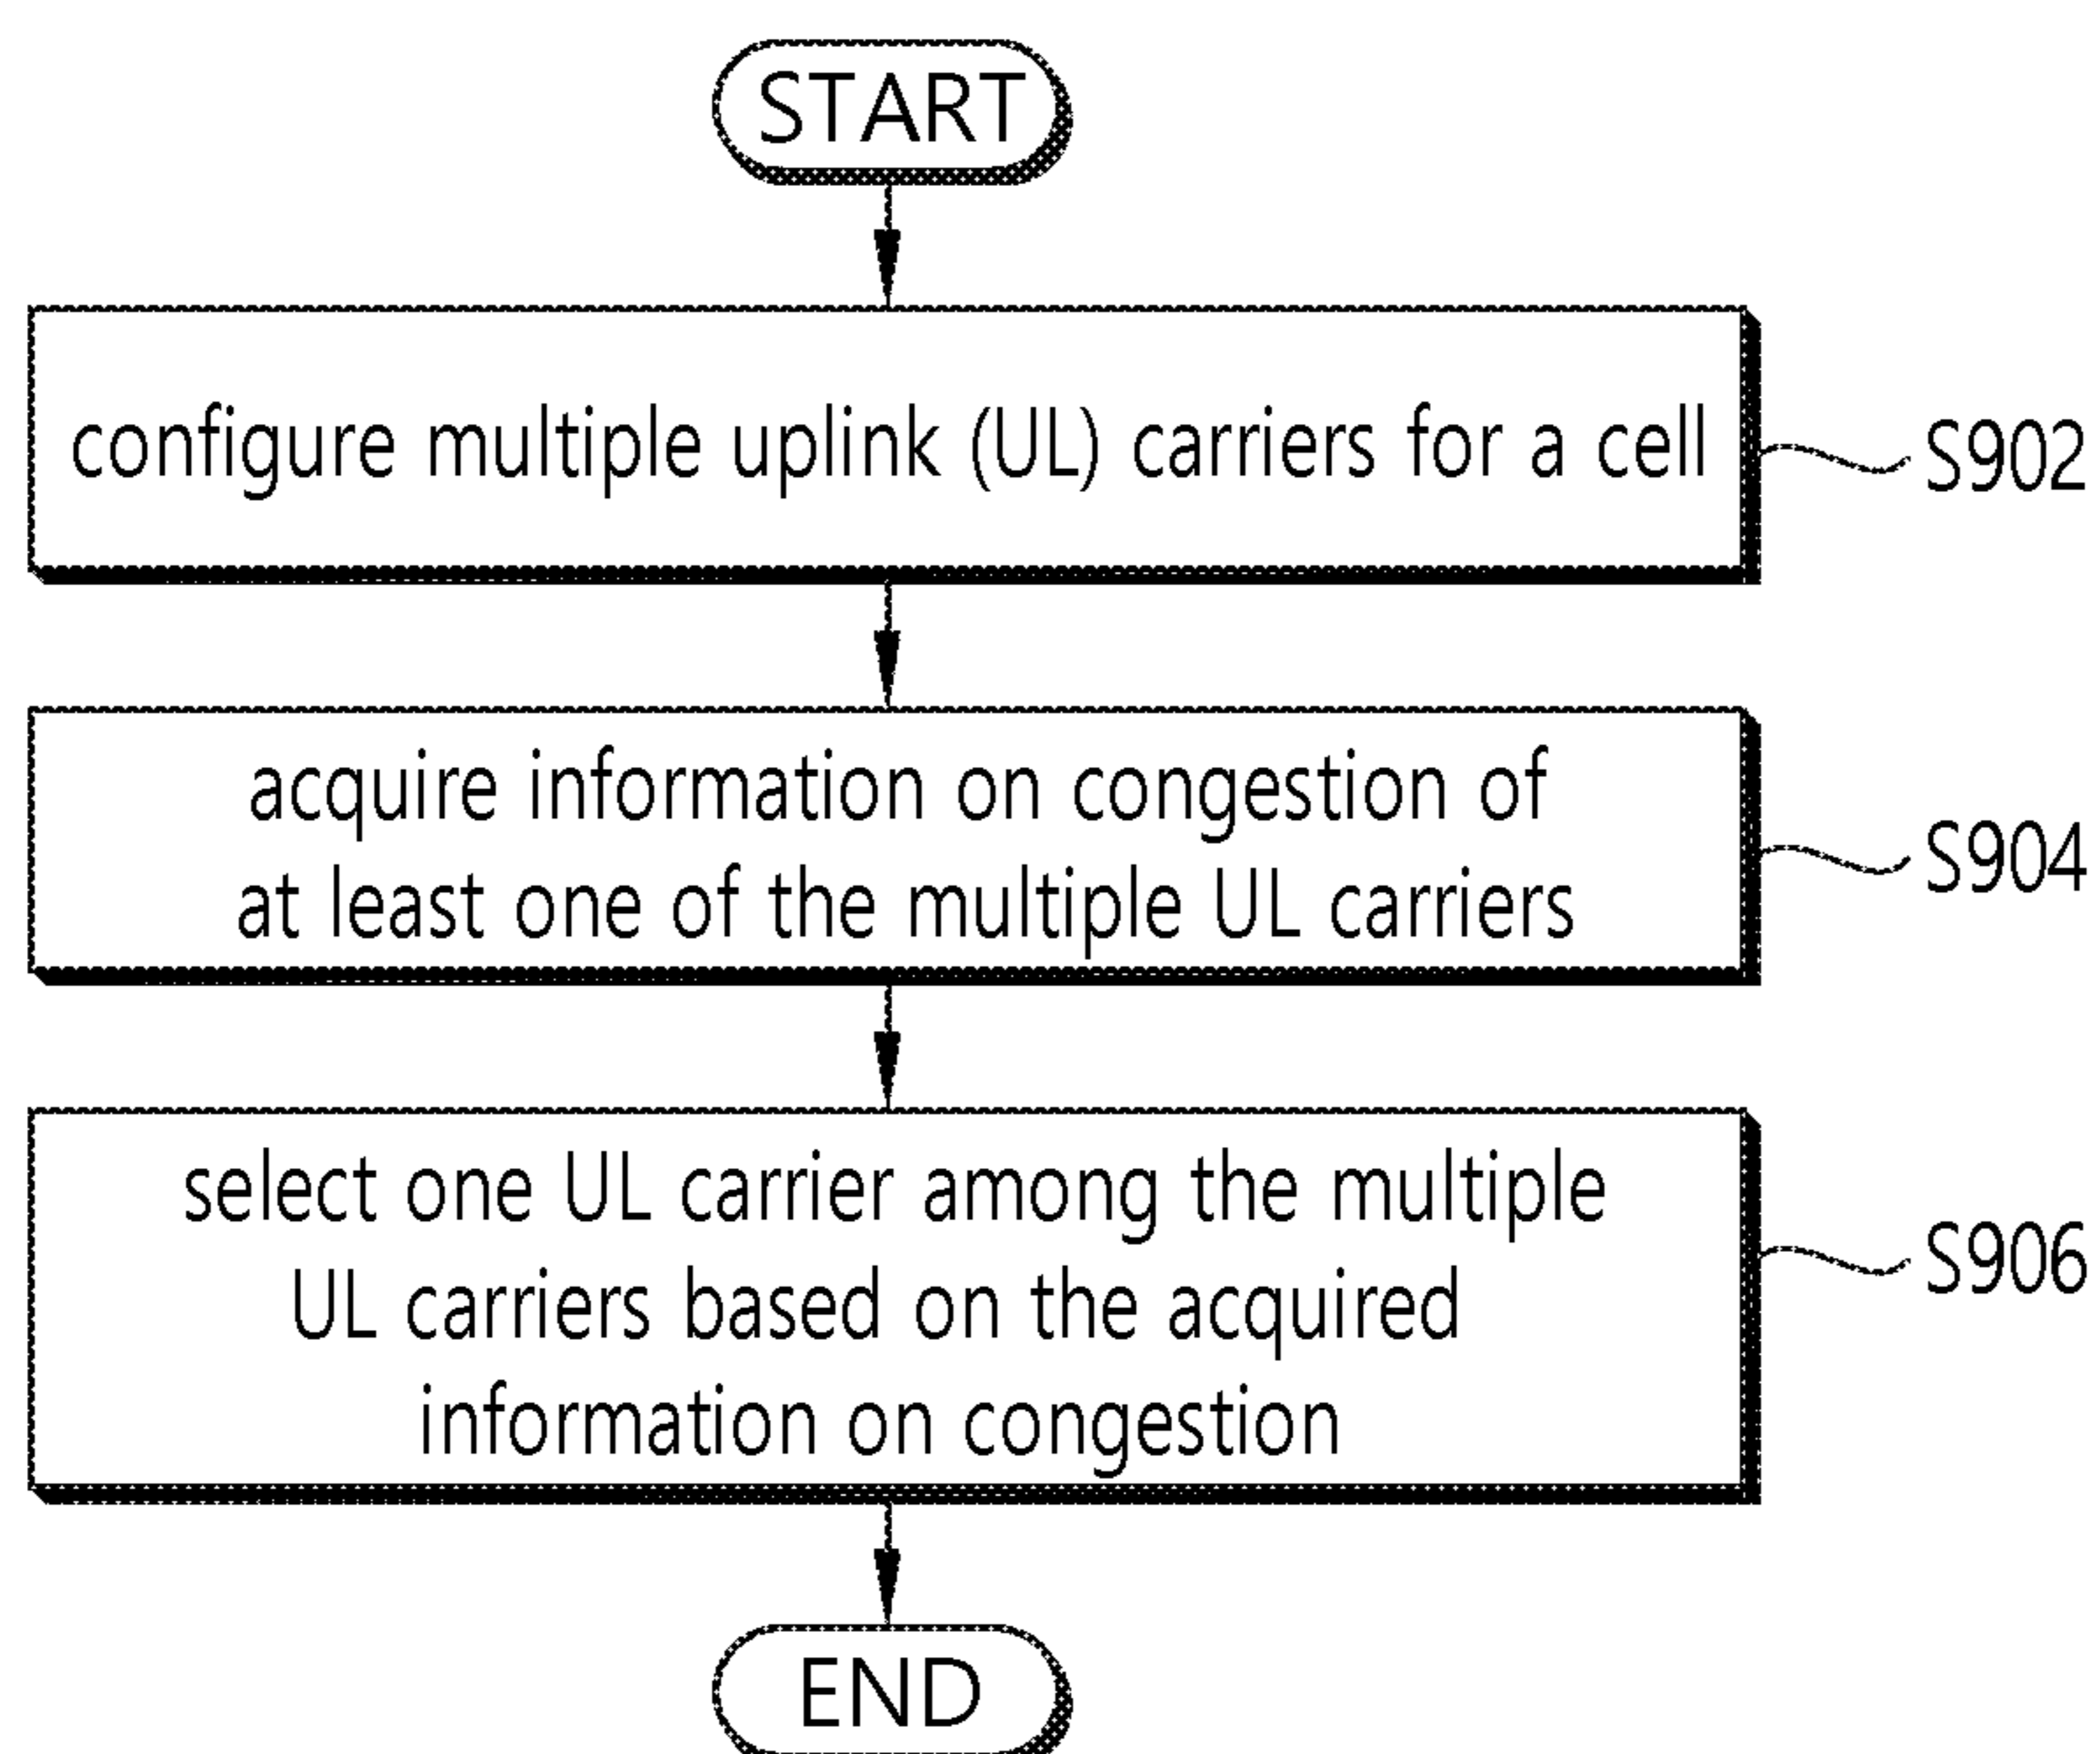 START
configure multiple uplink (UL) carriers for a cell
S902
acquire information on congestion of
at least one of the multiple UL carriers
S904
select one UL carrier among the multiple
UL carriers based on the acquired
information on congestion
S906
END